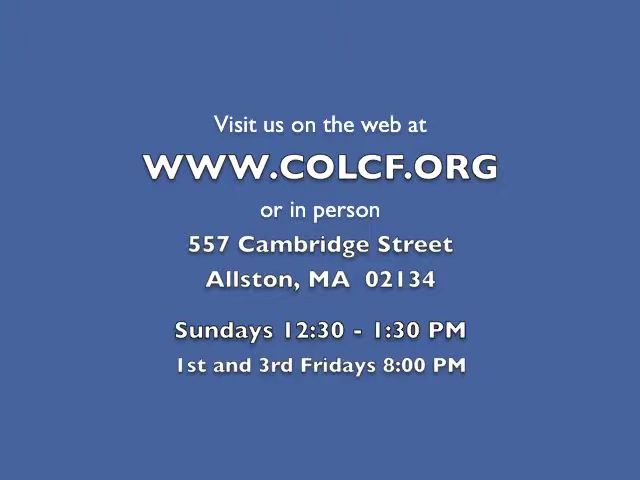 Visit us on the web at
WWW.COLCF.ORG
or in person
557 Cambridge Street
Allston, MA 02134
Sundays 12:30 - 1:30 PM
1st and 3rd Fridays 8:00 PM